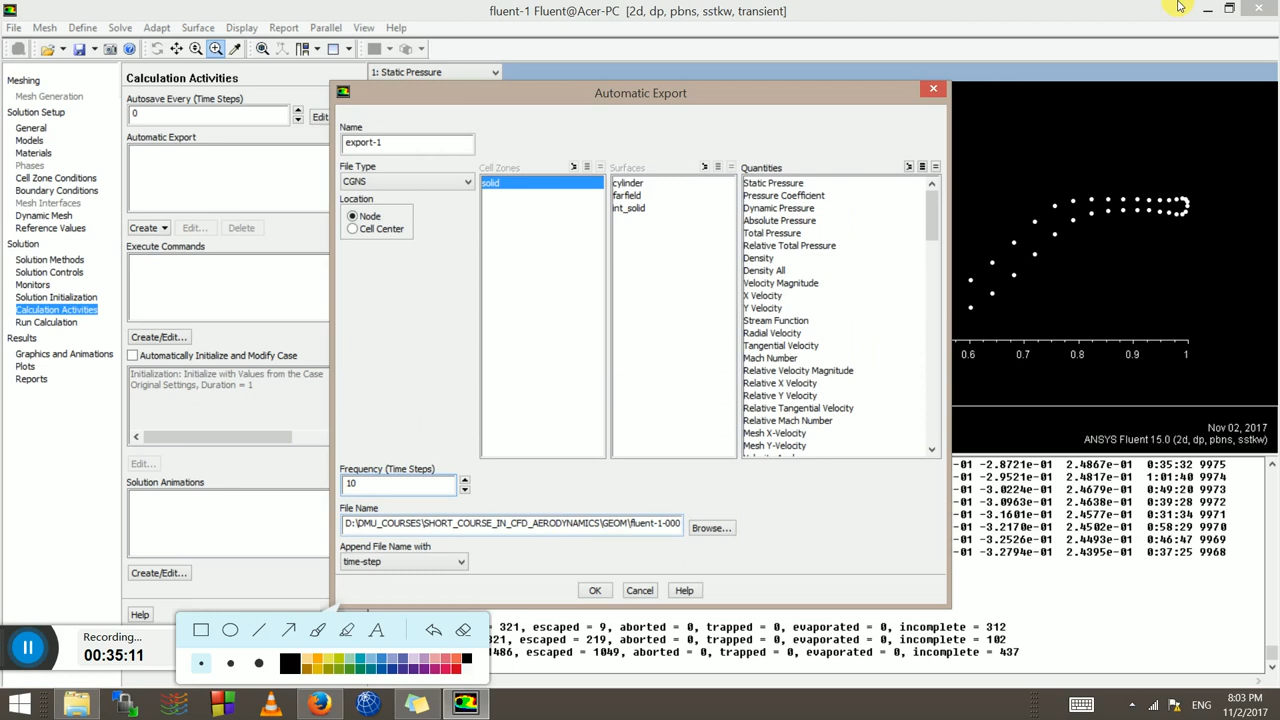 fluent-1 Fluent@Acer-PC [2d, dp, pbns, sstkw, transient]
File Mesh Define Solve Adapt Surface Display Report Parallel View Help
Meshing
Mesh Generation
Solution Setup
General
Models
Materials
Phases
Cell Zone Conditions
Boundary Conditions
Mesh Interfaces
Dynamic Mesh
Reference Values
Solution
Solution Methods
Solution Controls
Monitors
Solution Initialization
Calculation Activities
Run Calculation
Results
Graphics and Animations
Plots
Reports
Calculation Activities
Autosave Every (Time Steps)
0
Edit
Automatic Export
Create Edit... Delete
Execute Commands
Create/Edit...
Automatically Initialize and Modify Case
Initialization: Initialize with Values from the Case
Original Settings, Duration = 1
Edit...
Solution Animations
Create/Edit...
Help
1: Static Pressure
Automatic Export
Name
export-1
File Type
CGNS
Location
Node
Cell Center
Cell Zones
solid
Surfaces
cylinder
farfield
int_solid
Quantities
Static Pressure
Pressure Coefficient
Dynamic Pressure
Absolute Pressure
Total Pressure
Relative Total Pressure
Density
Density All
Velocity Magnitude
X Velocity
Y Velocity
Stream Function
Radial Velocity
Tangential Velocity
Mach Number
Relative Velocity Magnitude
Relative X Velocity
Relative Y Velocity
Relative Tangential Velocity
Relative Mach Number
Mesh X-Velocity
Mesh Y-Velocity
Frequency (Time Steps)
10
File Name
D:\DMU_COURSES\SHORT_COURSE_IN_CFD_AERODYNAMICS\GEOM\fluent-1-000
Browse...
Append File Name with
time-step
OK Cancel Help
0.6 0.7 0.8 0.9 1
Nov 02, 2017
ANSYS Fluent 15.0 (2d, dp, pbns, sstkw)
-01 -2.8721e-01 2.4867e-01 0:35:32 9975
-01 -2.9521e-01 2.4817e-01 1:01:40 9974
-01 -3.0224e-01 2.4679e-01 0:49:20 9973
-01 -3.0963e-01 2.4638e-01 0:39:28 9972
-01 -3.1601e-01 2.4577e-01 0:31:34 9971
-01 -3.2170e-01 2.4502e-01 0:58:29 9970
-01 -3.2526e-01 2.4493e-01 0:46:47 9969
-01 -3.2794e-01 2.4395e-01 0:37:25 9968
321, escaped = 9, aborted = 0, trapped = 0, evaporated = 0, incomplete = 312
321, escaped = 219, aborted = 0, trapped = 0, evaporated = 0, incomplete = 102
1486, escaped = 1049, aborted = 0, trapped = 0, evaporated = 0, incomplete = 437
Recording...
00:35:11
A
ENG
8:03 PM
11/2/2017